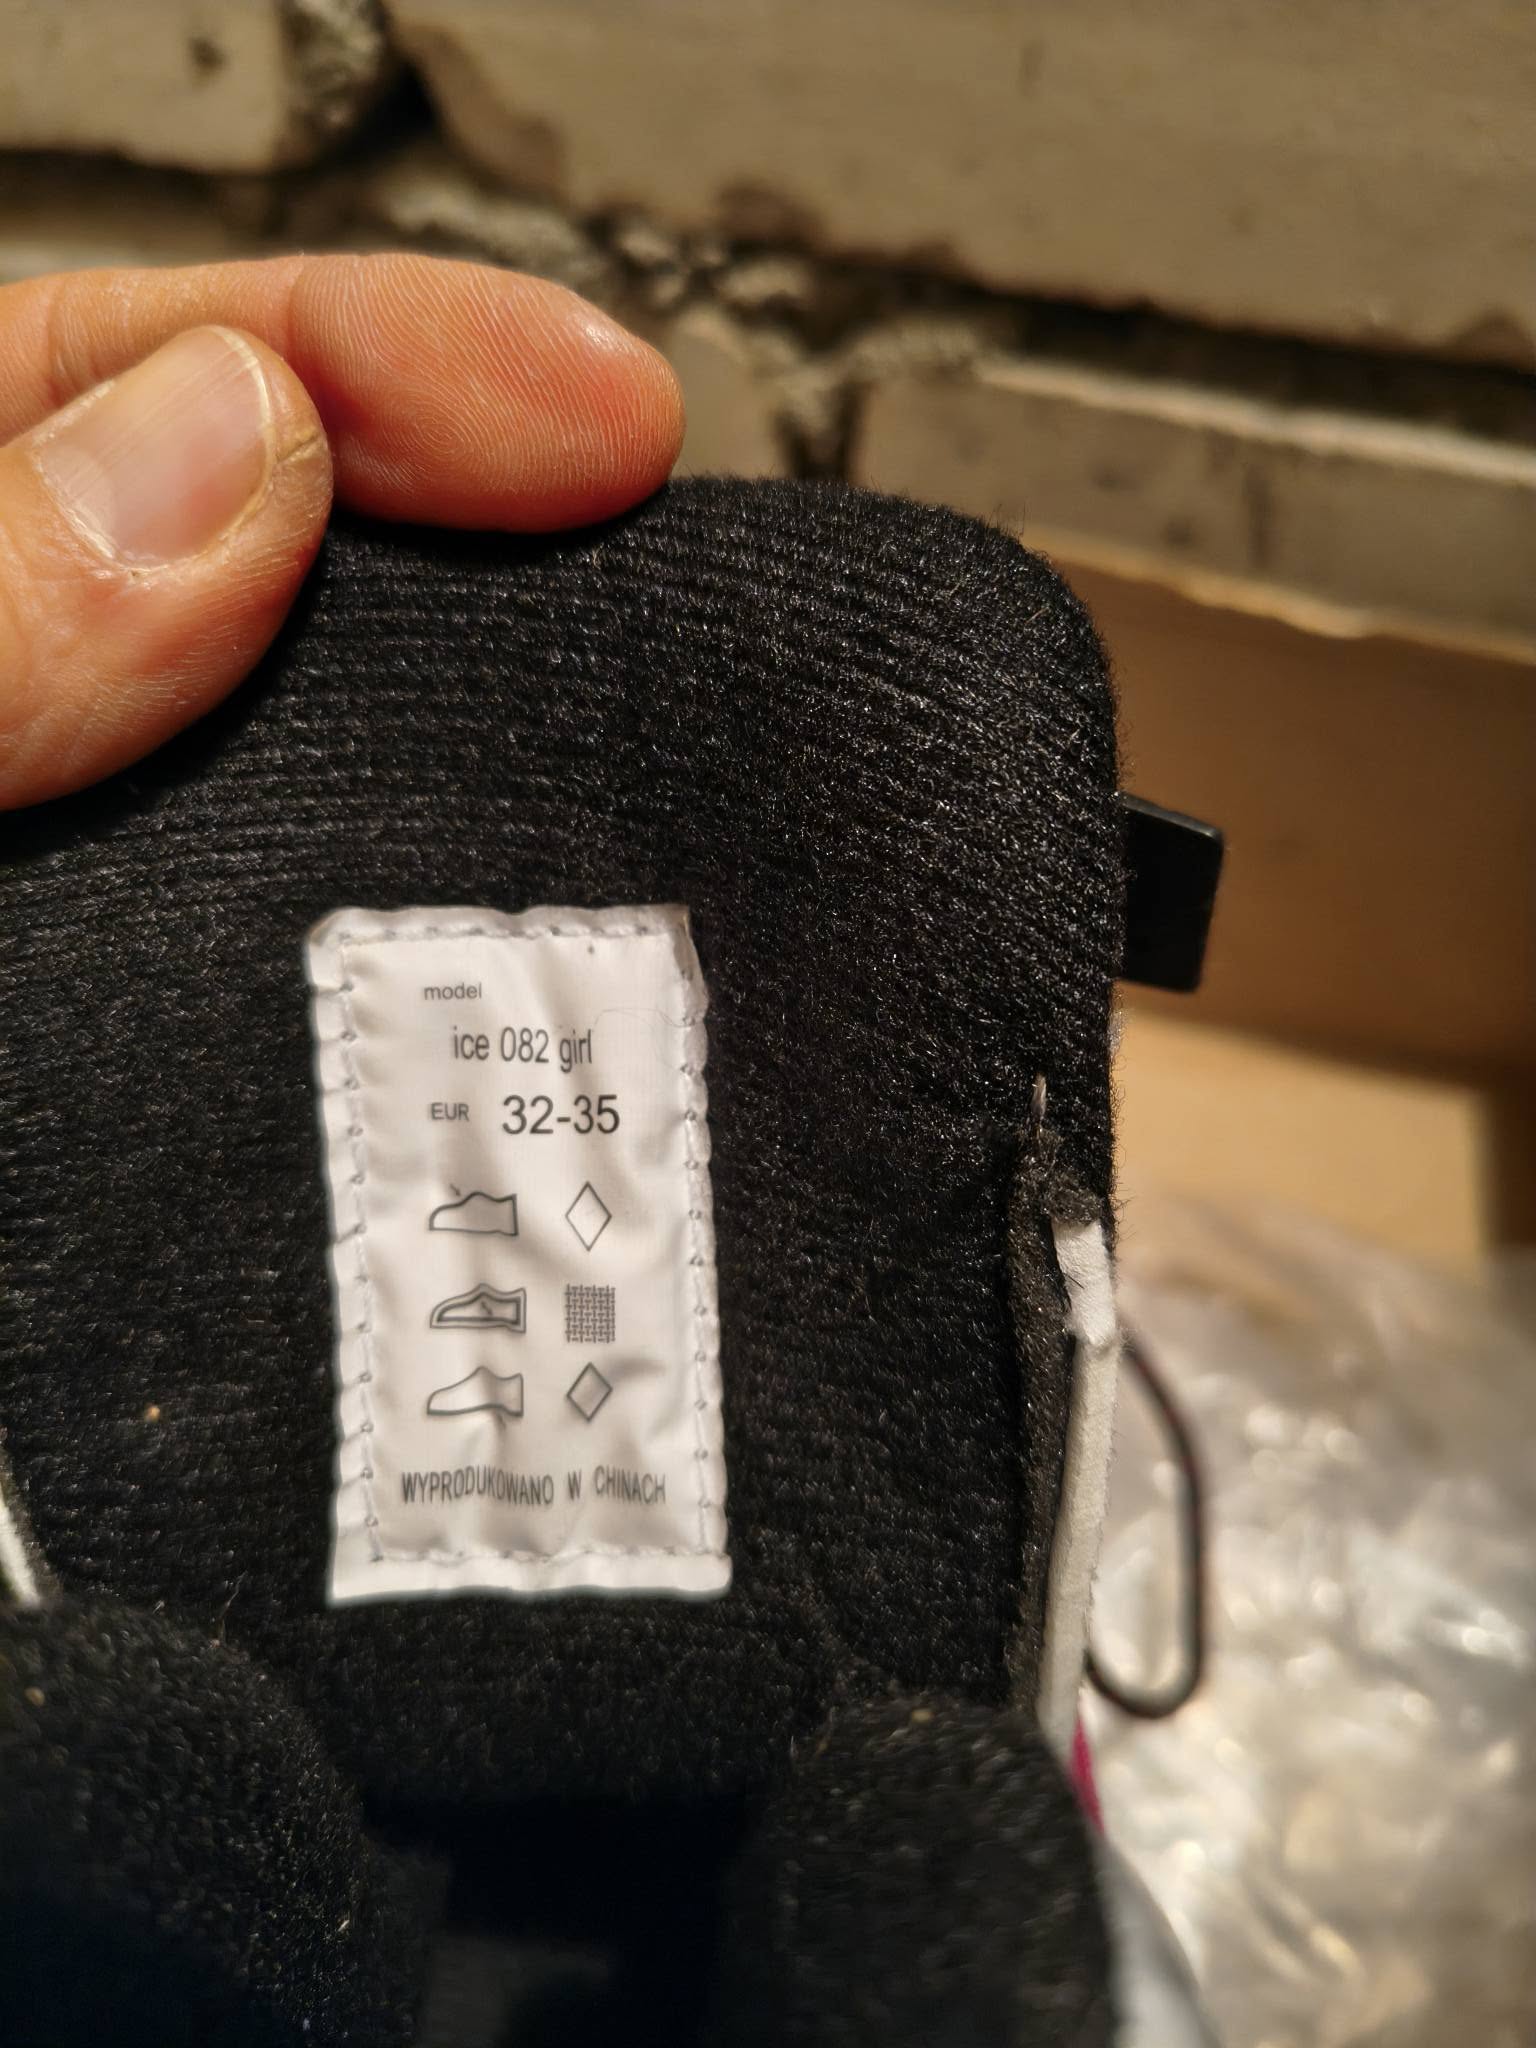 model
ice 082 girl
EUR 32-35
WYPRODUKOWANO W CHINACH